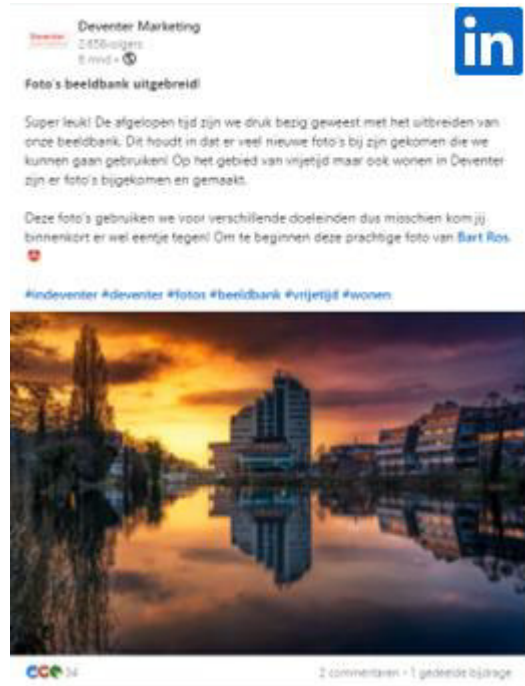 Deventer Marketing
in
2.656 volgers
6 mnd •
Foto's beeldbank uitgebreid!
Super leuk! De afgelopen tijd zijn we druk bezig geweest met het uitbreiden van
onze beeldbank. Dit houdt in dat er veel nieuwe foto's bij zijn gekomen die we
kunnen gaan gebruiken! Op het gebied van vrijetijd maar ook wonen in Deventer
zijn er foto's bijgekomen en gemaakt.
Deze foto's gebruiken we voor verschillende doeleinden dus misschien kom jij
binnenkort er wel eentje tegen! Om te beginnen deze prachtige foto van Bart Ros.
#indeventer #deventer #fotos #beeldbank #vrijetijd #wonen
34
2 commentaren • 1 gedeelde bijdrage